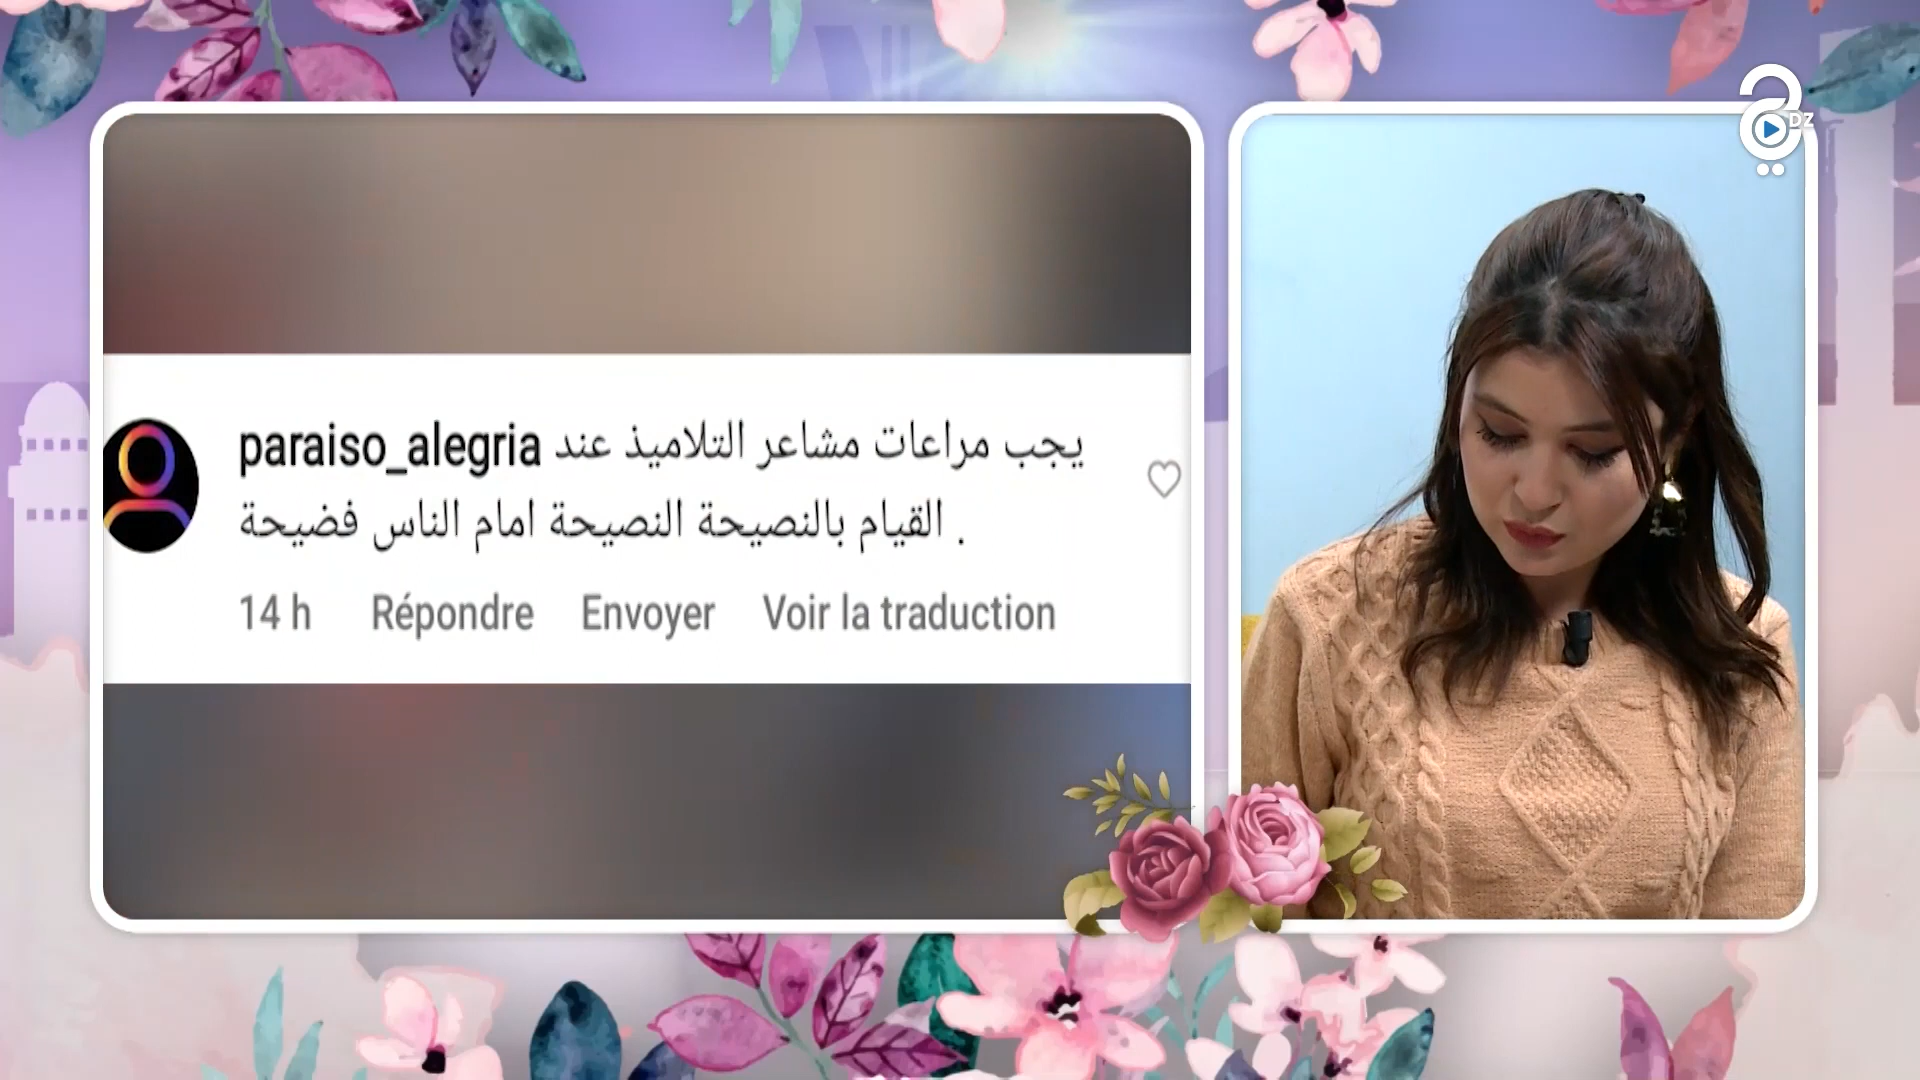 DZ
paraiso_alegria يجب مراعات مشاعر التلاميذ عند
القيام بالنصيحة النصيحة امام الناس فضيحة .
14 h Répondre Envoyer Voir la traduction